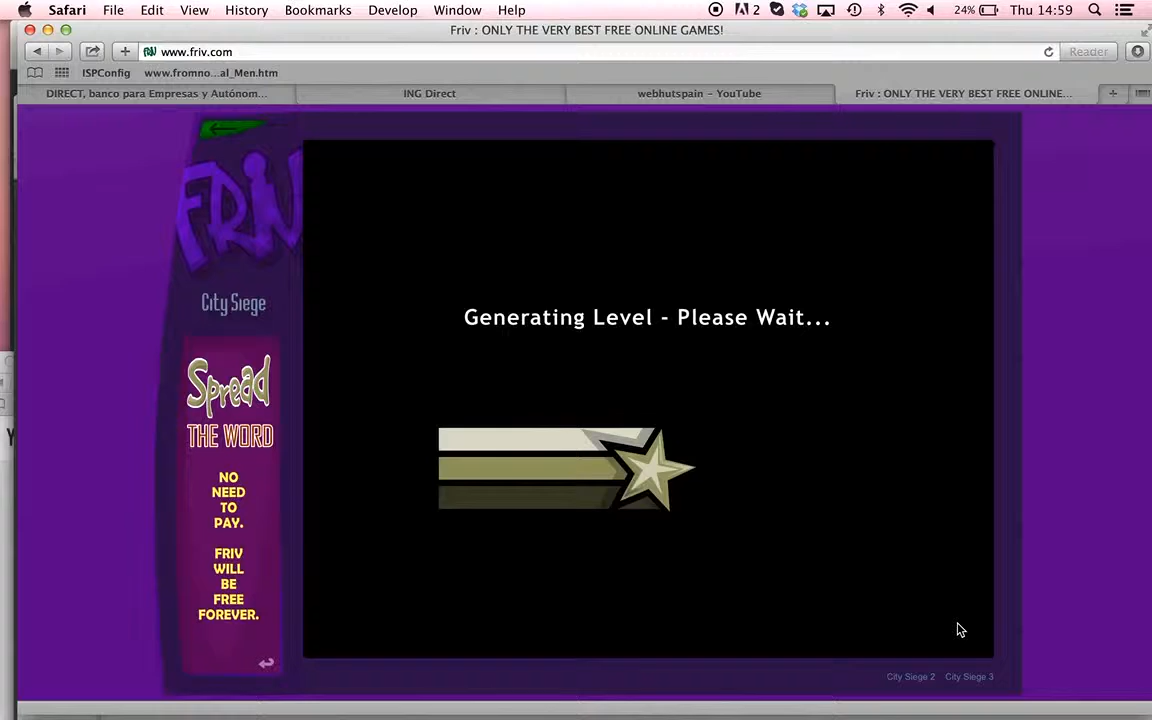 Safari File Edit View History Bookmarks Develop Window Help 2 24% Thu 14:59
Friv : ONLY THE VERY BEST FREE ONLINE GAMES!
www.friv.com Reader
ISPConfig www.fromno...al_Men.htm
DIRECT, banco para Empresas y Autónom... ING Direct webhutspain – YouTube Friv : ONLY THE VERY BEST FREE ONLINE...
FRIV
City Siege
Spread
THE WORD
NO
NEED
TO
PAY.
FRIV
WILL
BE
FREE
FOREVER.
Generating Level - Please Wait...
City Siege 2 City Siege 3